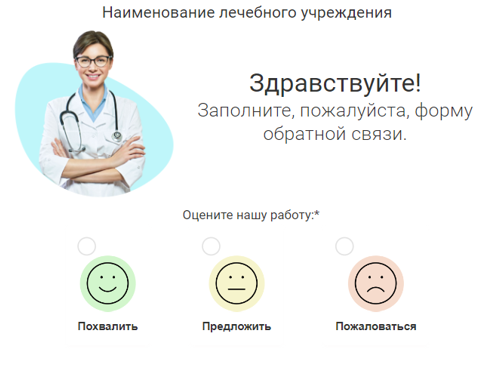 Наименование лечебного учреждения
Здравствуйте!
Заполните, пожалуйста, форму
обратной связи.
Оцените нашу работу:*
Похвалить
Предложить
Пожаловаться